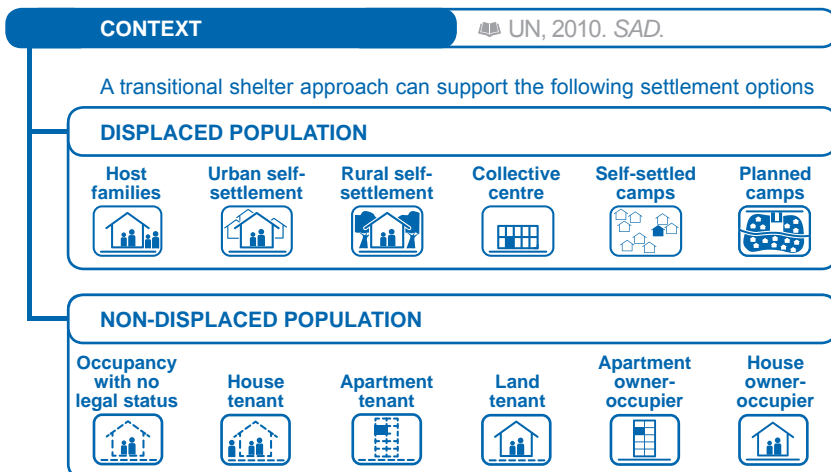 CONTEXT
UN, 2010. SAD.
A transitional shelter approach can support the following settlement options
DISPLACED POPULATION
Host
families
Urban self-
settlement
Rural self-
settlement
Collective
centre
Self-settled
camps
Planned
camps
NON-DISPLACED POPULATION
Occupancy
with no
legal status
House
tenant
Apartment
tenant
Land
tenant
Apartment
owner-
occupier
House
owner-
occupier